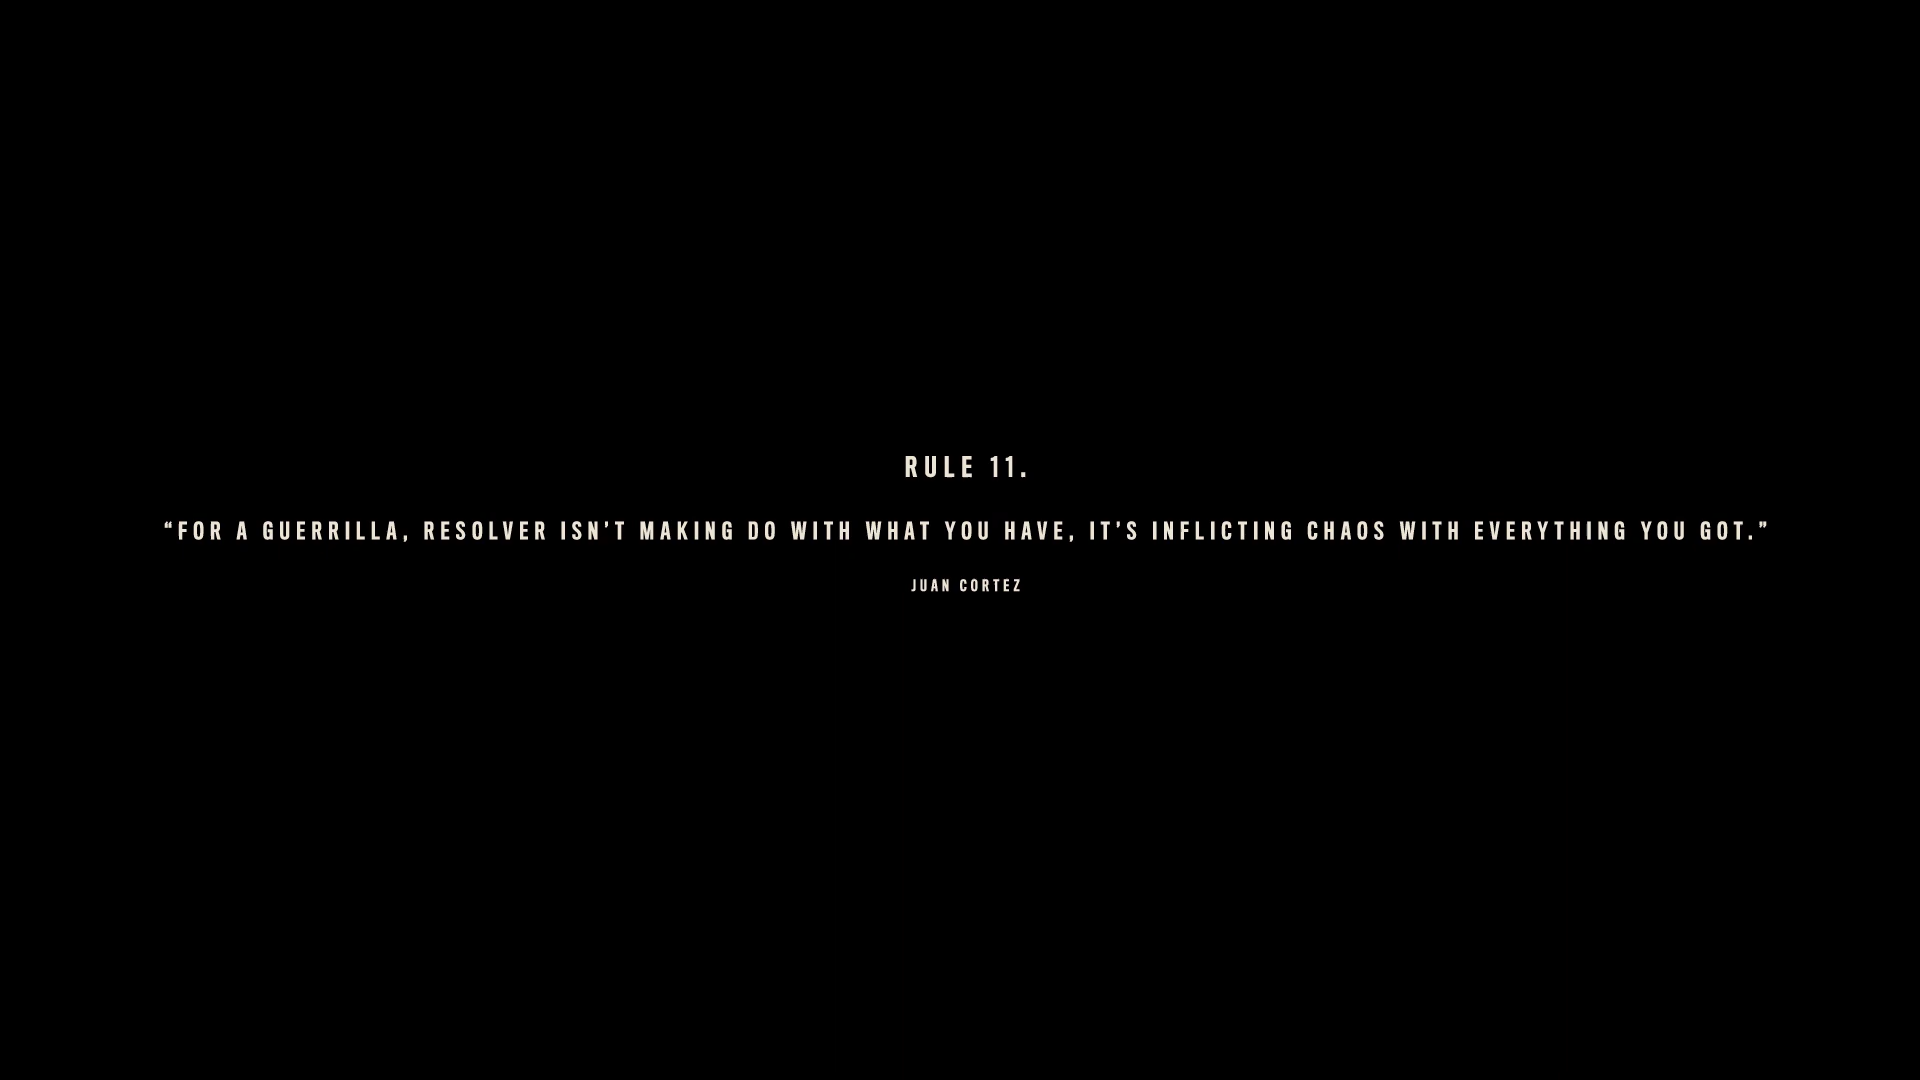 RULE 11.
“FOR A GUERRILLA, RESOLVER ISN’T MAKING DO WITH WHAT YOU HAVE, IT’S INFLICTING CHAOS WITH EVERYTHING YOU GOT.”
JUAN CORTEZ